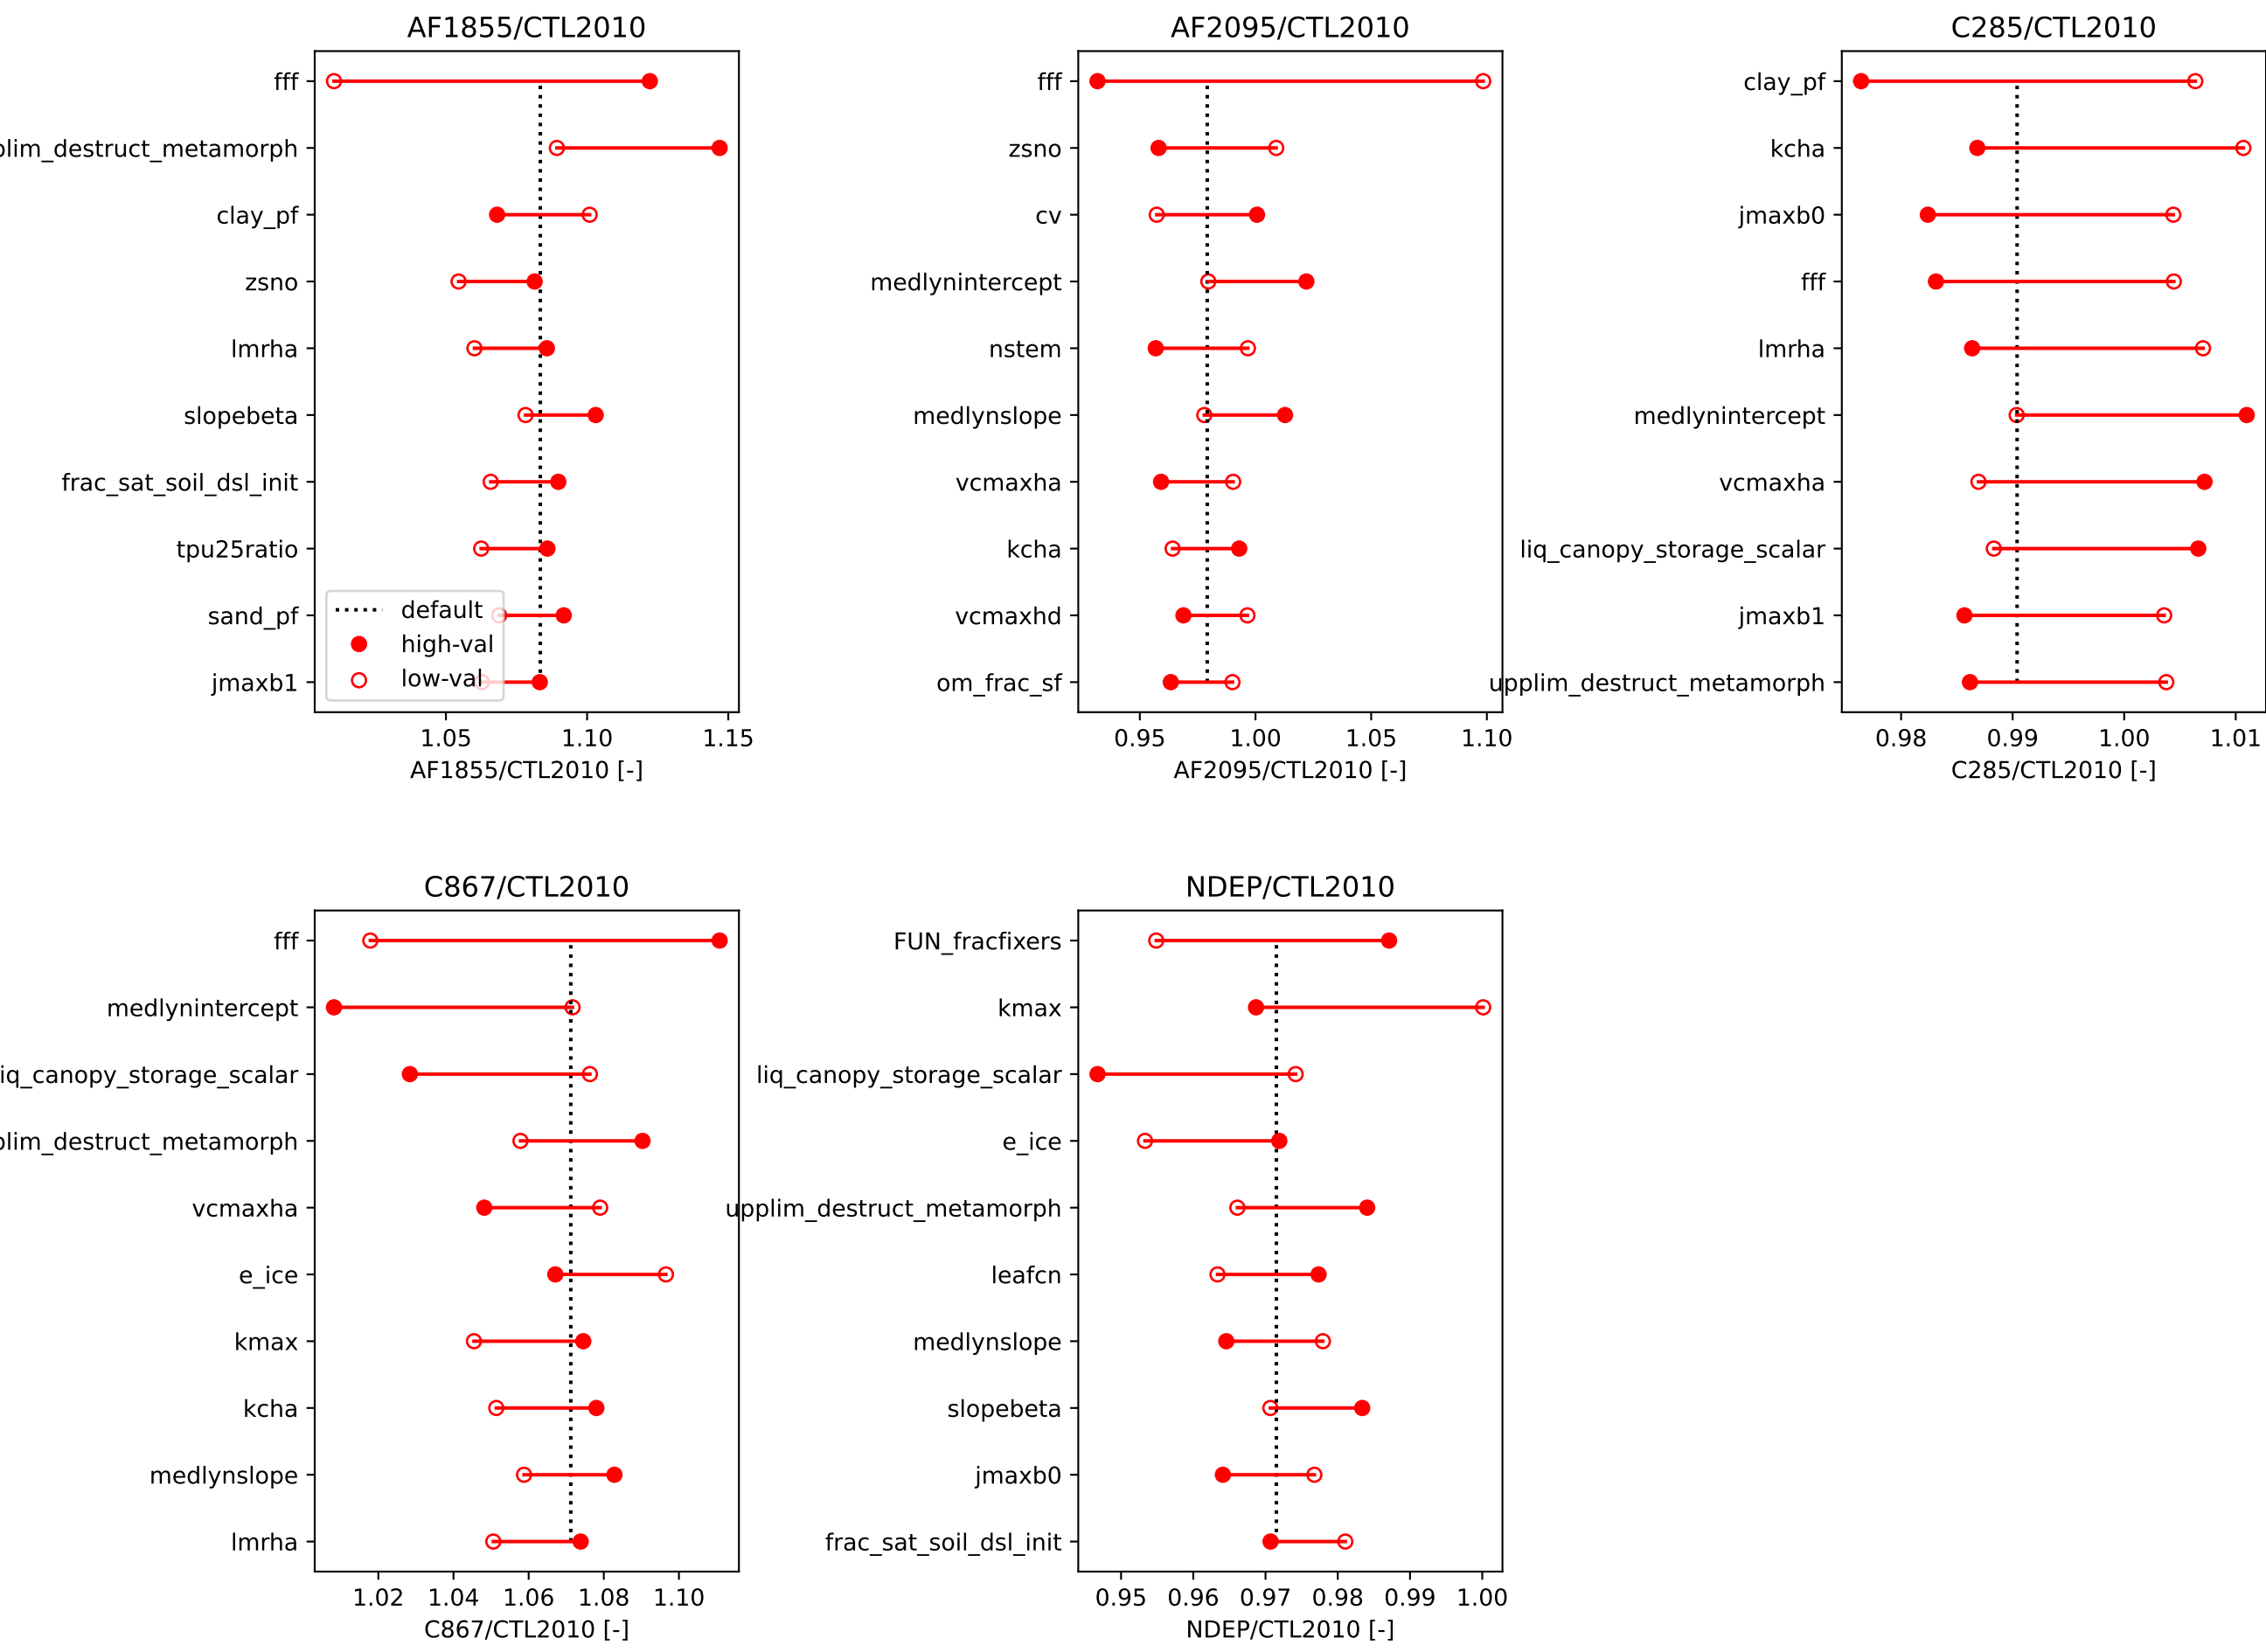 AF1855/CTL2010
fff
plim_destruct_metamorph
clay_pf
zsno
lmrha
slopebeta
frac_sat_soil_dsl_init
tpu25ratio
sand_pf
jmaxb1
default
high-val
low-val
1.05 1.10 1.15
AF1855/CTL2010 [-]
AF2095/CTL2010
fff
zsno
cv
medlynintercept
nstem
medlynslope
vcmaxha
kcha
vcmaxhd
om_frac_sf
0.95 1.00 1.05 1.10
AF2095/CTL2010 [-]
C285/CTL2010
clay_pf
kcha
jmaxb0
fff
lmrha
medlynintercept
vcmaxha
liq_canopy_storage_scalar
jmaxb1
upplim_destruct_metamorph
0.98 0.99 1.00 1.01
C285/CTL2010 [-]
C867/CTL2010
fff
medlynintercept
iq_canopy_storage_scalar
plim_destruct_metamorph
vcmaxha
e_ice
kmax
kcha
medlynslope
lmrha
1.02 1.04 1.06 1.08 1.10
C867/CTL2010 [-]
NDEP/CTL2010
FUN_fracfixers
kmax
liq_canopy_storage_scalar
e_ice
upplim_destruct_metamorph
leafcn
medlynslope
slopebeta
jmaxb0
frac_sat_soil_dsl_init
0.95 0.96 0.97 0.98 0.99 1.00
NDEP/CTL2010 [-]